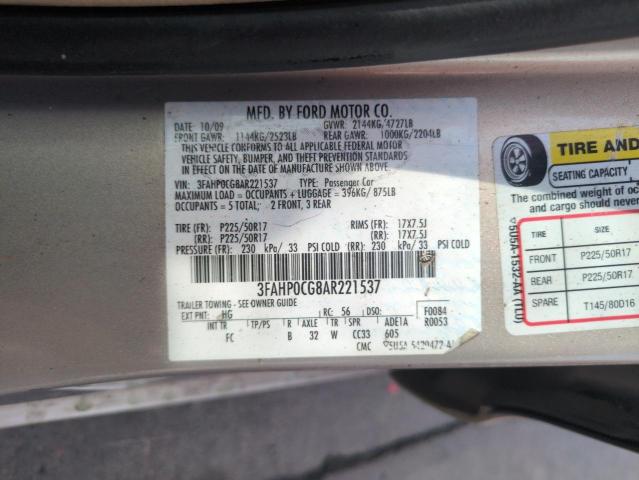 MFD. BY FORD MOTOR CO.
DATE: 10/09 GVWR: 2144KG/ 4727LB
FRONT GAWR: 1144KG/2523LB REAR GAWR: 1000KG/2204LB
THIS VEHICLE CONFORMS TO ALL APPLICABLE FEDERAL MOTOR
VEHICLE SAFETY, BUMPER, AND THEFT PREVENTION STANDARDS
IN EFFECT ON THE DATE OF MANUFACTURE SHOWN ABOVE.
VIN: 3FAHP0CG8AR221537 TYPE: Passenger Car
MAXIMUM LOAD = OCCUPANTS + LUGGAGE = 396KG/ 875LB
OCCUPANTS = 5 TOTAL; 2 FRONT, 3 REAR
TIRE (FR): P225/50R17 RIMS (FR): 17X7.5J
(RR): P225/50R17 (RR): 17X7.5J
PRESSURE (FR): 230 kPa/ 33 PSI COLD (RR): 230 kPa/ 33 PSI COLD
3FAHP0CG8AR221537
TRAILER TOWING - SEE OWNER GUIDE
EXT PNT: HG RC: 56 DSO: F0084
INT TR TP/PS R AXLE TR SPR ADE1A R0053
FC B 32 W CC33 605
CMC
TIRE AND
SEATING CAPACITY
The combined weight of oc
and cargo should never
TIRE SIZE
FRONT P225/50R17
REAR P225/50R17
SPARE T145/80D16
5U5A-1532-AA (TLU)